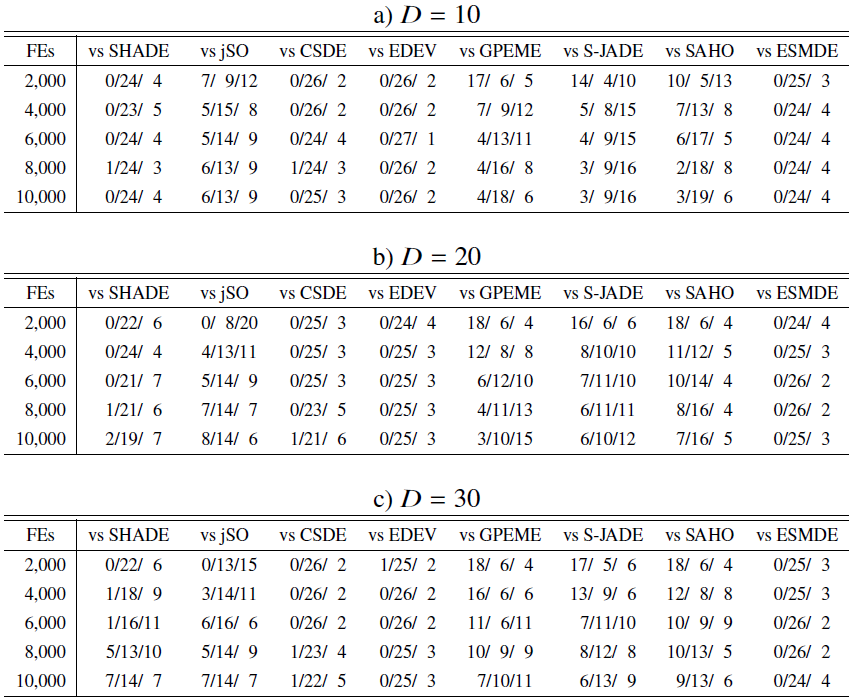 a) D = 10
FEs vs SHADE vs jSO vs CSDE vs EDEV vs GPEME vs S-JADE vs SAHO vs ESMDE
2,000 0/24/ 4 7/ 9/12 0/26/ 2 0/26/ 2 17/ 6/ 5 14/ 4/10 10/ 5/13 0/25/ 3
4,000 0/23/ 5 5/15/ 8 0/26/ 2 0/26/ 2 7/ 9/12 5/ 8/15 7/13/ 8 0/24/ 4
6,000 0/24/ 4 5/14/ 9 0/24/ 4 0/27/ 1 4/13/11 4/ 9/15 6/17/ 5 0/24/ 4
8,000 1/24/ 3 6/13/ 9 1/24/ 3 0/26/ 2 4/16/ 8 3/ 9/16 2/18/ 8 0/24/ 4
10,000 0/24/ 4 6/13/ 9 0/25/ 3 0/26/ 2 4/18/ 6 3/ 9/16 3/19/ 6 0/24/ 4
b) D = 20
FEs vs SHADE vs jSO vs CSDE vs EDEV vs GPEME vs S-JADE vs SAHO vs ESMDE
2,000 0/22/ 6 0/ 8/20 0/25/ 3 0/24/ 4 18/ 6/ 4 16/ 6/ 6 18/ 6/ 4 0/24/ 4
4,000 0/24/ 4 4/13/11 0/25/ 3 0/25/ 3 12/ 8/ 8 8/10/10 11/12/ 5 0/25/ 3
6,000 0/21/ 7 5/14/ 9 0/25/ 3 0/25/ 3 6/12/10 7/11/10 10/14/ 4 0/26/ 2
8,000 1/21/ 6 7/14/ 7 0/23/ 5 0/25/ 3 4/11/13 6/11/11 8/16/ 4 0/26/ 2
10,000 2/19/ 7 8/14/ 6 1/21/ 6 0/25/ 3 3/10/15 6/10/12 7/16/ 5 0/25/ 3
c) D = 30
FEs vs SHADE vs jSO vs CSDE vs EDEV vs GPEME vs S-JADE vs SAHO vs ESMDE
2,000 0/22/ 6 0/13/15 0/26/ 2 1/25/ 2 18/ 6/ 4 17/ 5/ 6 18/ 6/ 4 0/25/ 3
4,000 1/18/ 9 3/14/11 0/26/ 2 0/26/ 2 16/ 6/ 6 13/ 9/ 6 12/ 8/ 8 0/25/ 3
6,000 1/16/11 6/16/ 6 0/26/ 2 0/26/ 2 11/ 6/11 7/11/10 10/ 9/ 9 0/26/ 2
8,000 5/13/10 5/14/ 9 1/23/ 4 0/25/ 3 10/ 9/ 9 8/12/ 8 10/13/ 5 0/26/ 2
10,000 7/14/ 7 7/14/ 7 1/22/ 5 0/25/ 3 7/10/11 6/13/ 9 9/13/ 6 0/24/ 4